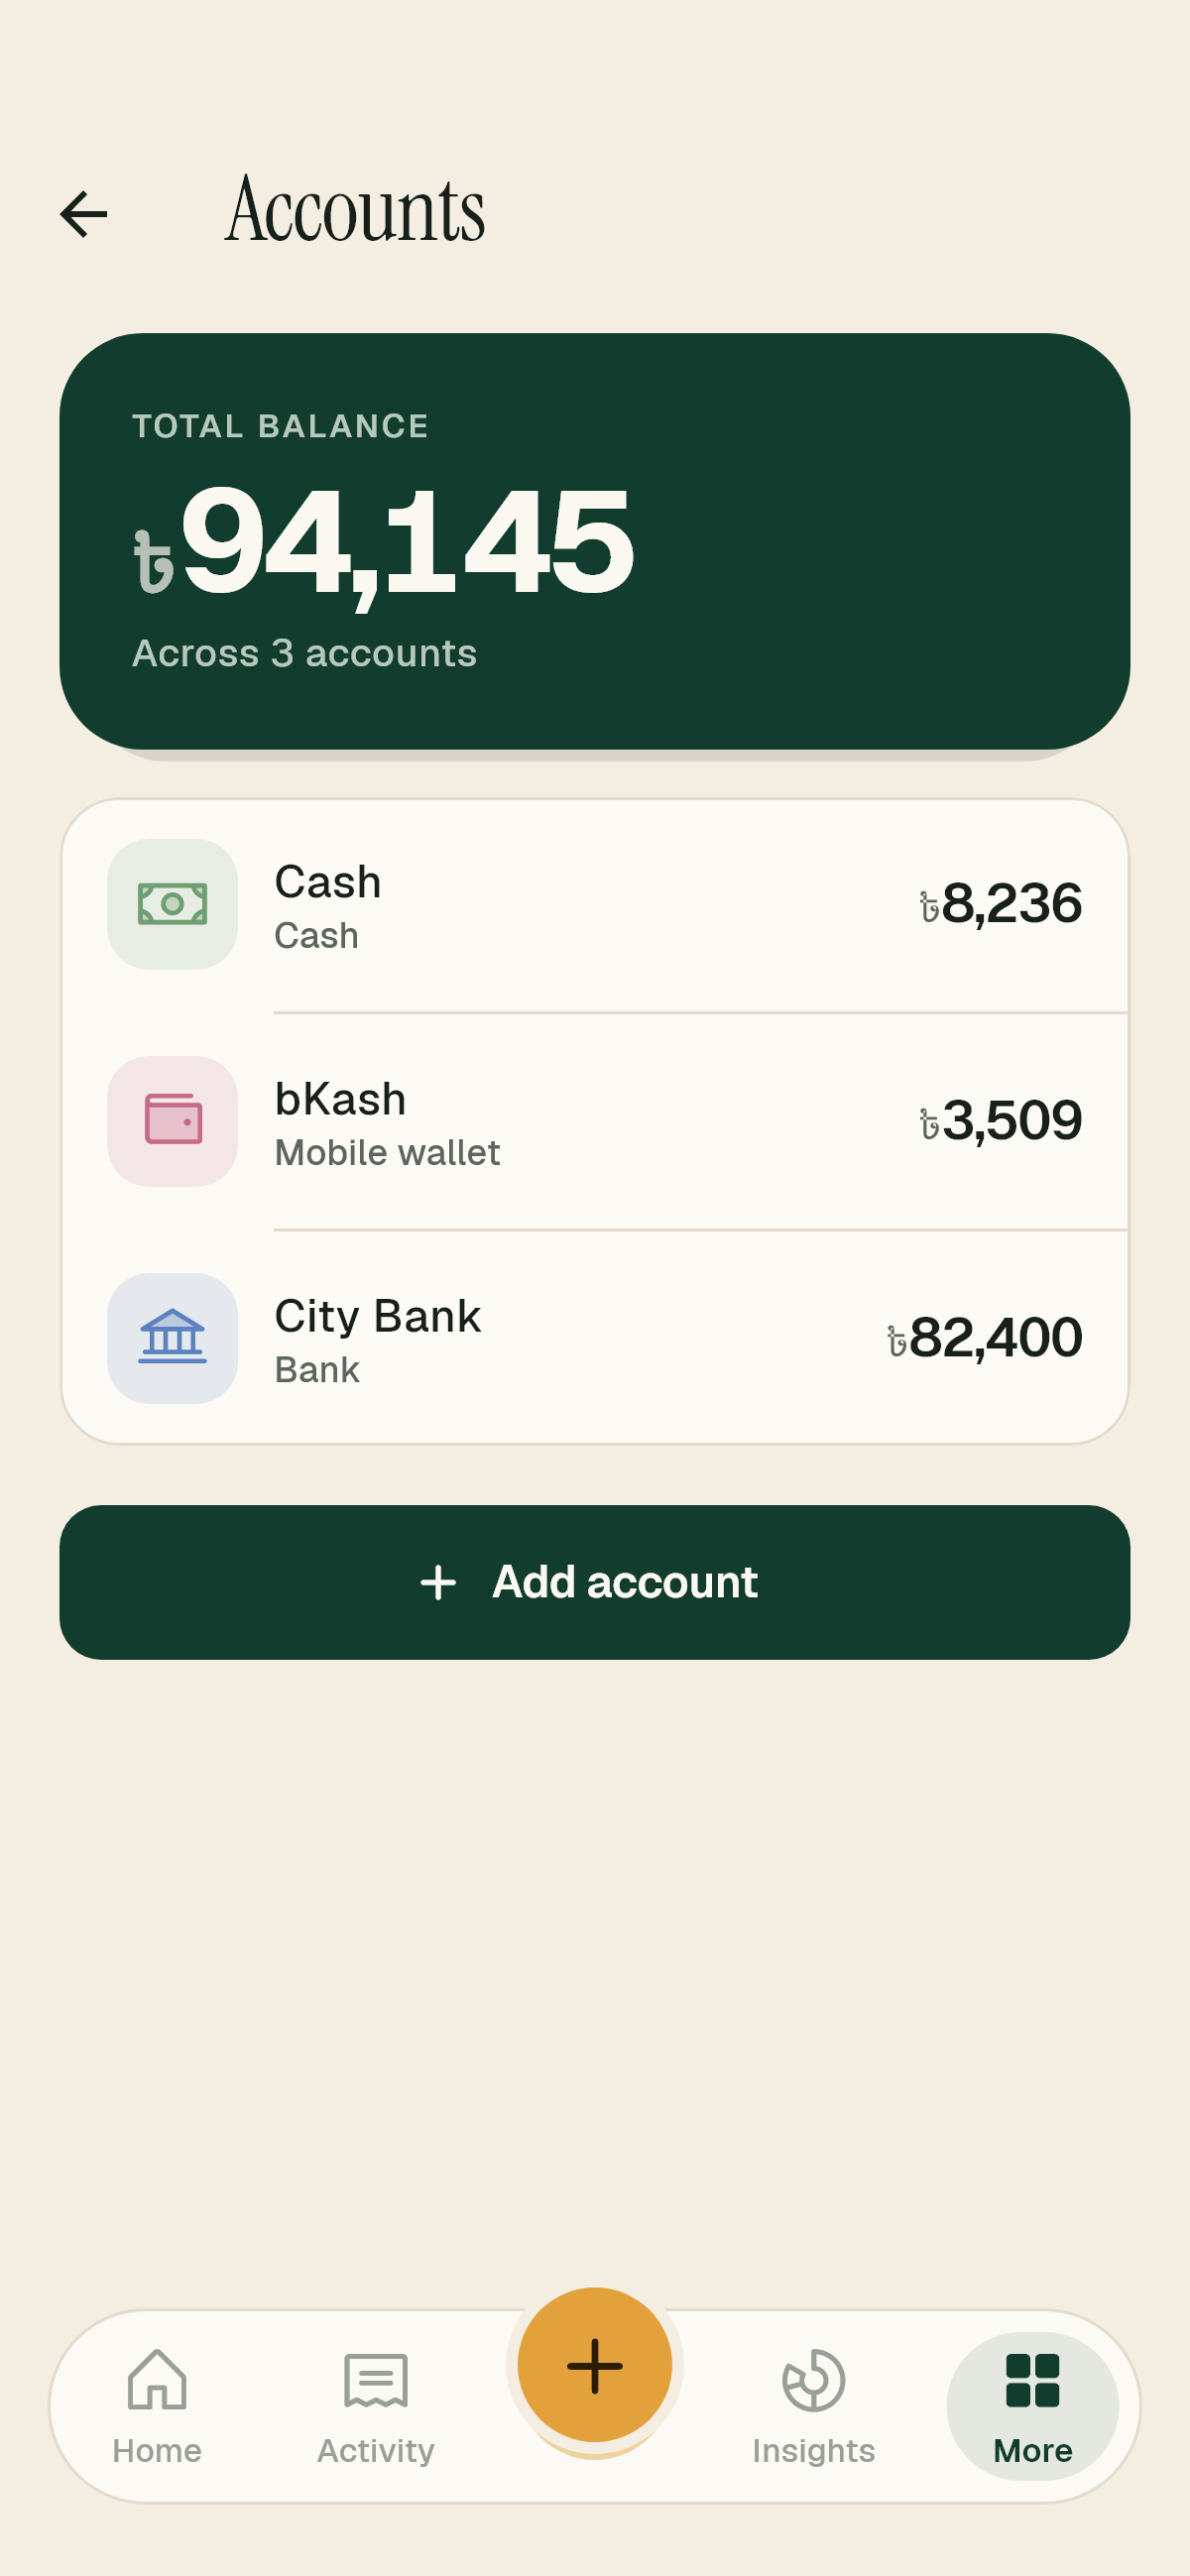 Accounts
TOTAL BALANCE
৳94,145
Across 3 accounts
Cash
Cash
৳8,236
bKash
Mobile wallet
৳3,509
City Bank
Bank
৳82,400
Add account
Home
Activity
Insights
More